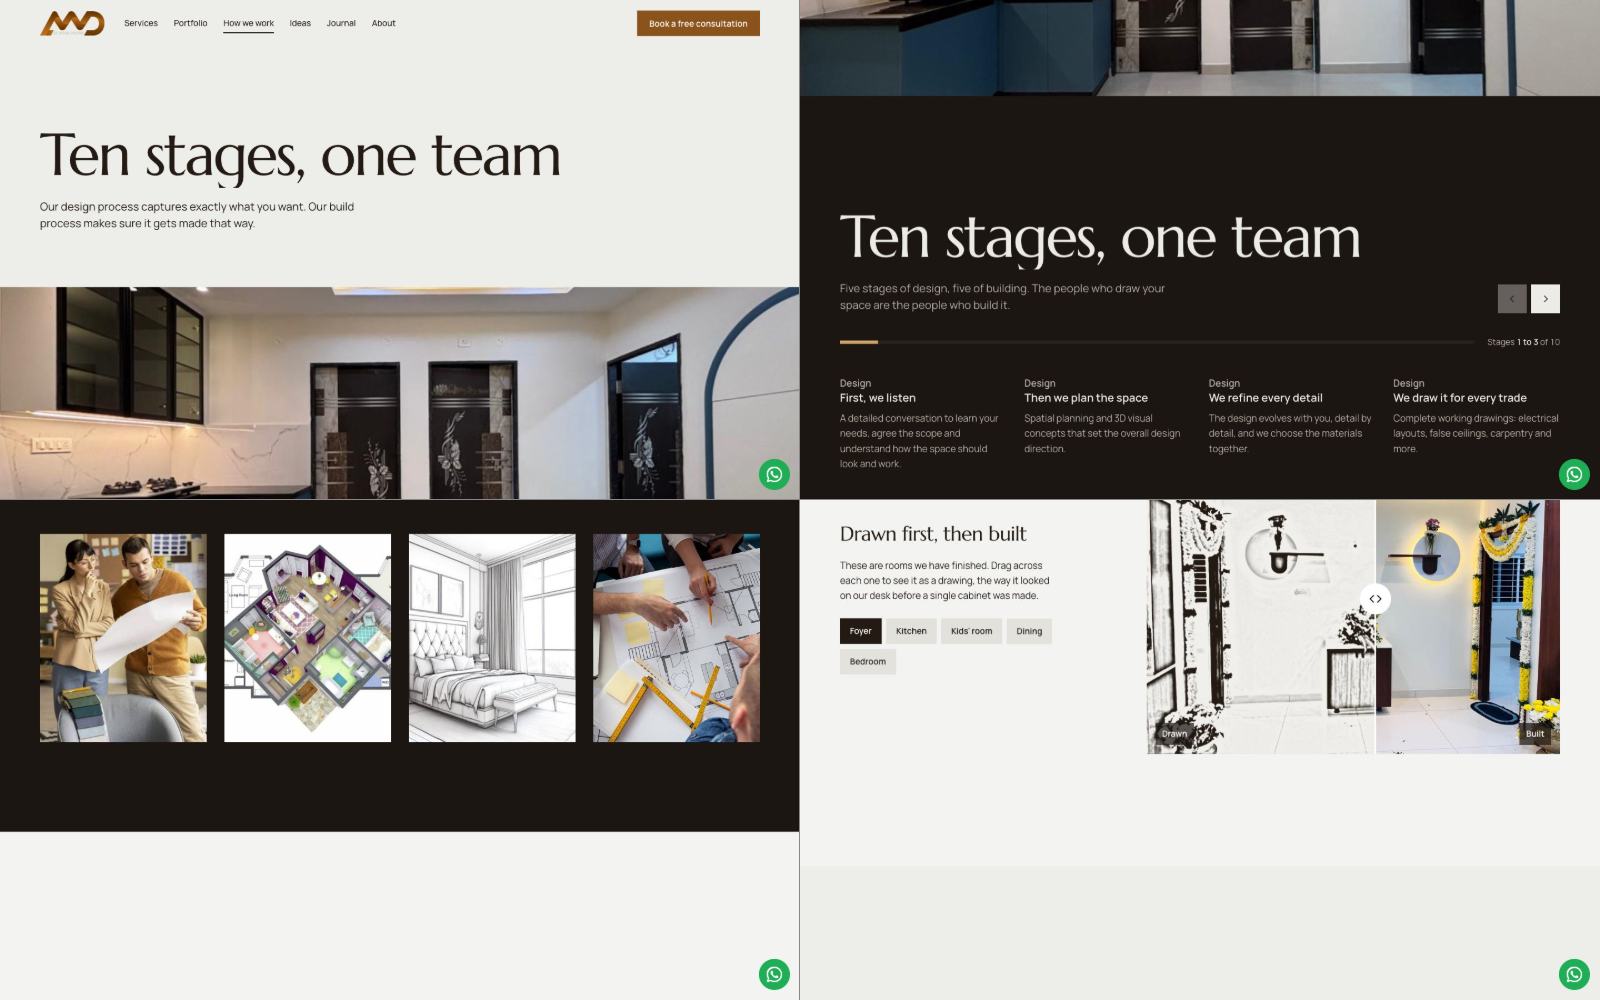 Services Portfolio How we work Ideas Journal About
Book a free consultation
Ten stages, one team
Our design process captures exactly what you want. Our build
process makes sure it gets made that way.
Ten stages, one team
Five stages of design, five of building. The people who draw your
space are the people who build it.
Stages 1 to 3 of 10
Design
First, we listen
A detailed conversation to learn your
needs, agree the scope and
understand how the space should
look and work.
Design
Then we plan the space
Spatial planning and 3D visual
concepts that set the overall design
direction.
Design
We refine every detail
The design evolves with you, detail by
detail, and we choose the materials
together.
Design
We draw it for every trade
Complete working drawings: electrical
layouts, false ceilings, carpentry and
more.
Drawn first, then built
These are rooms we have finished. Drag across
each one to see it as a drawing, the way it looked
on our desk before a single cabinet was made.
Foyer Kitchen Kids' room Dining
Bedroom
Drawn
Built